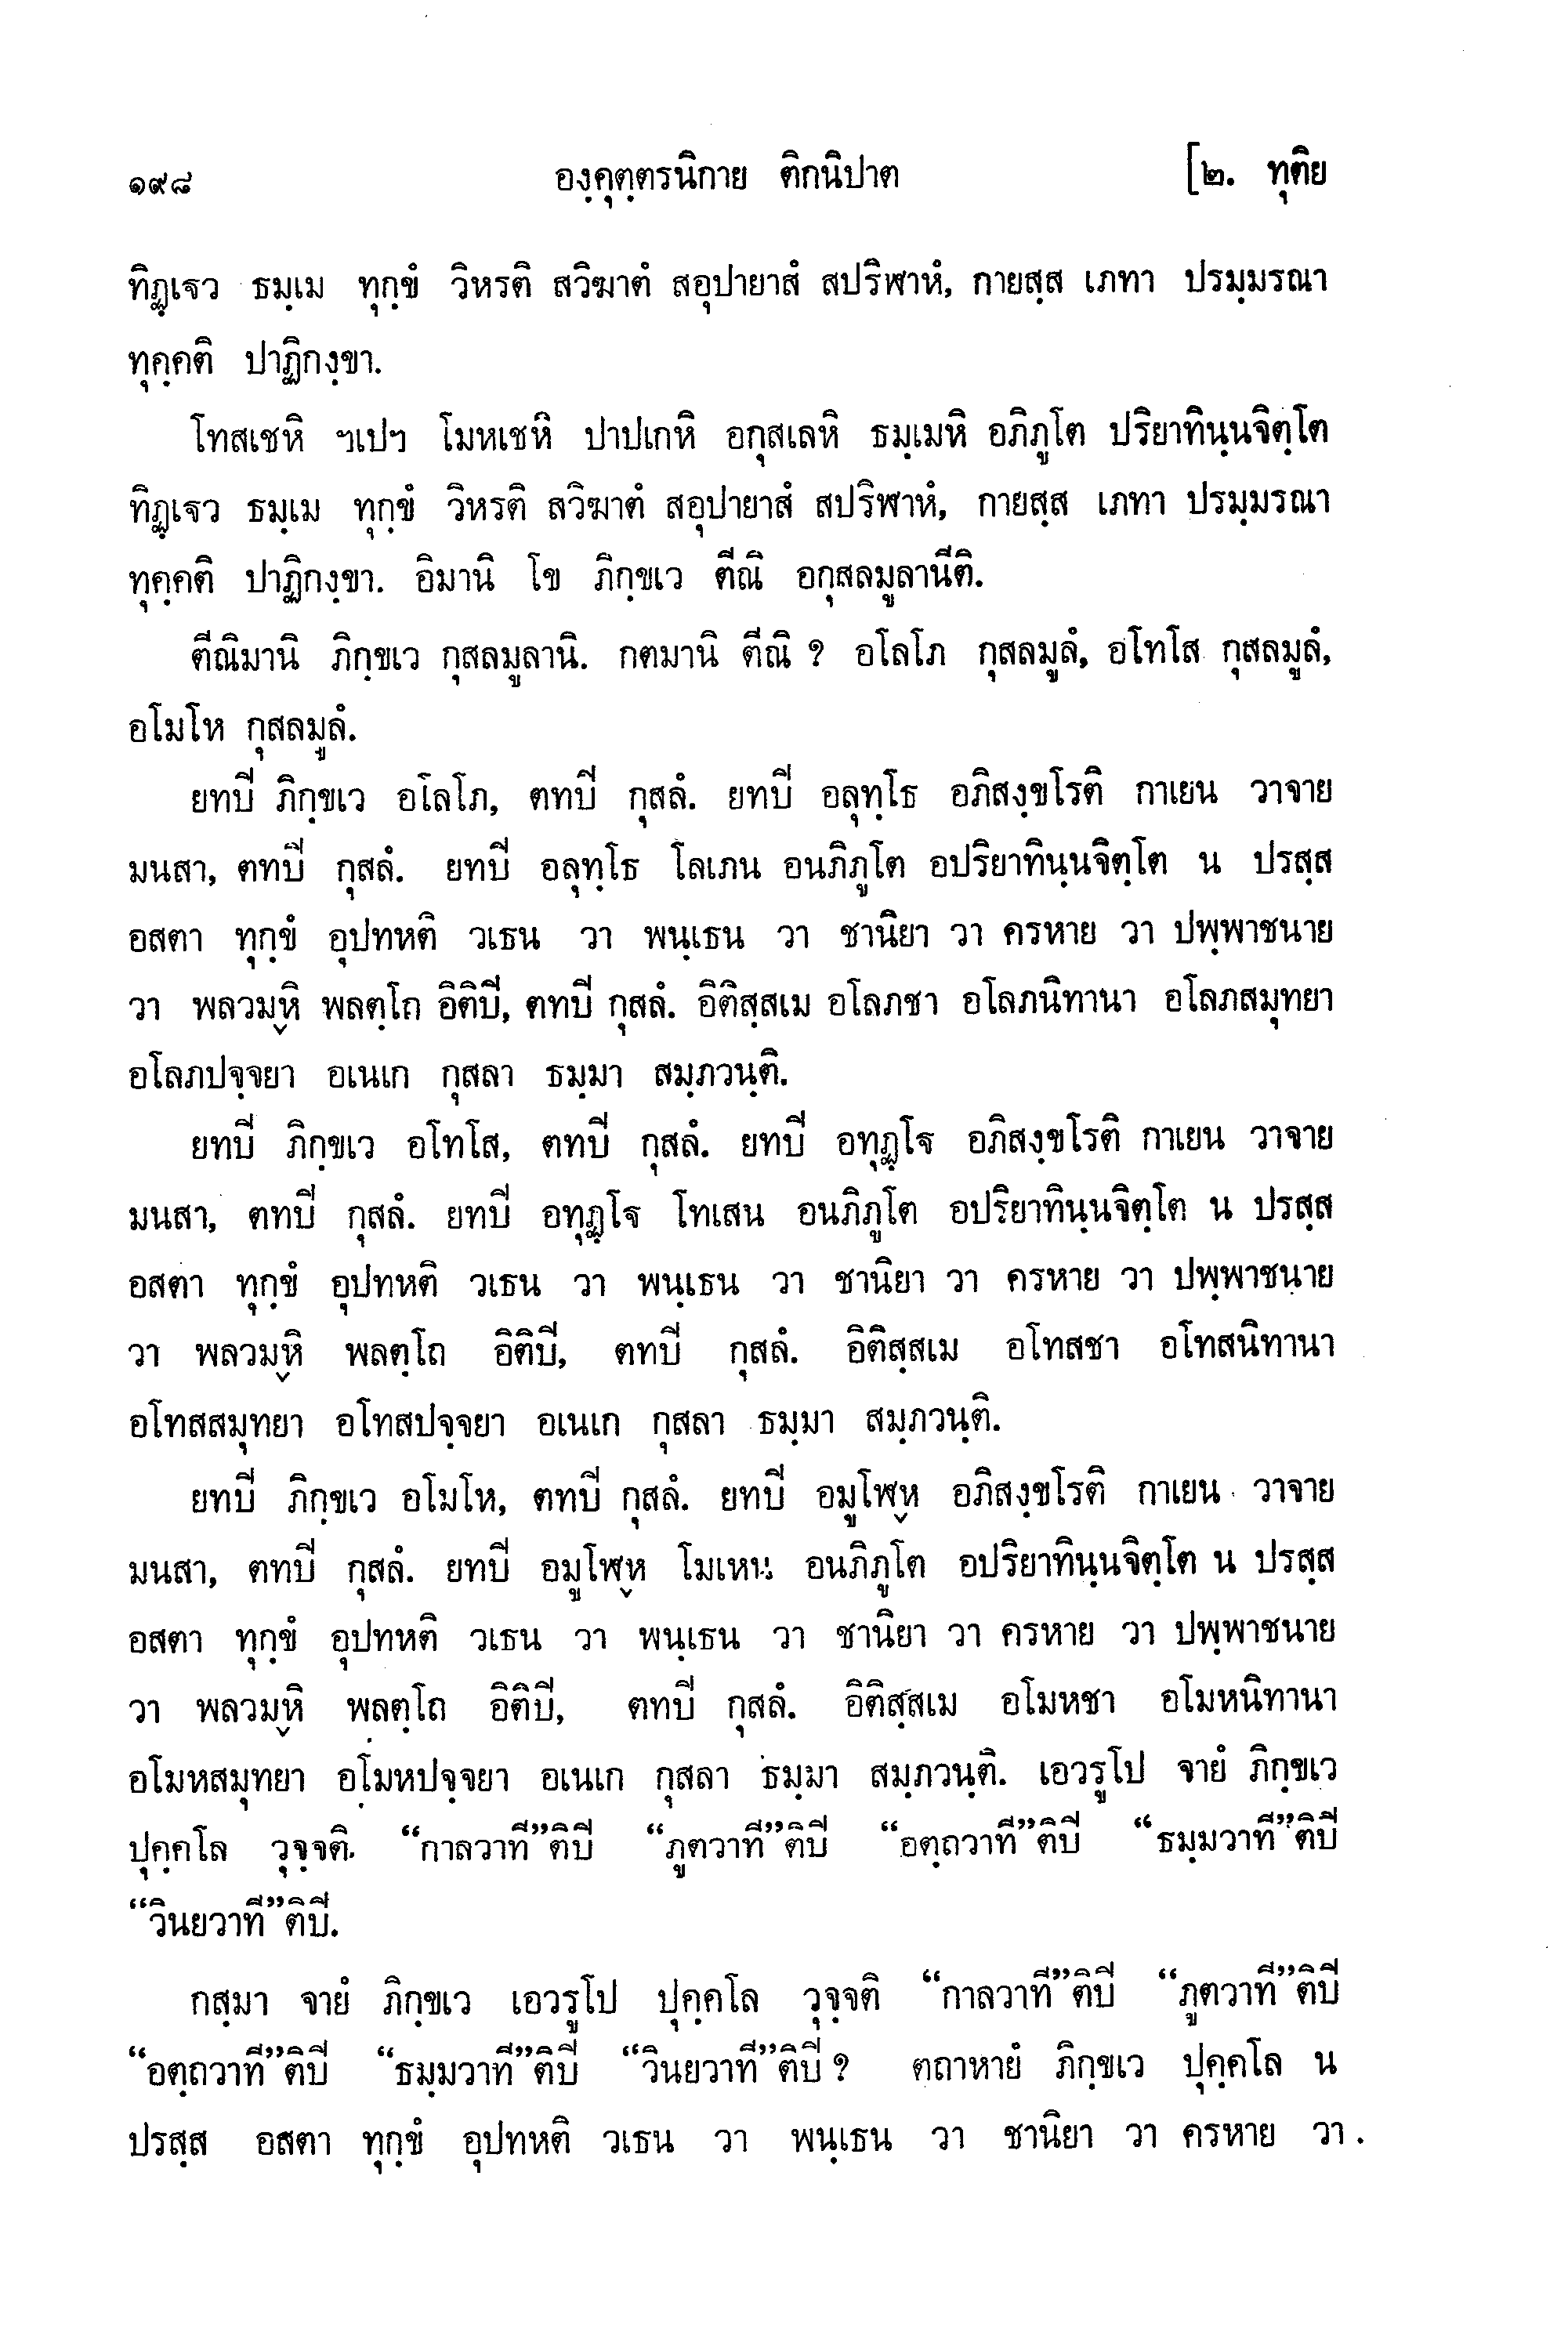 ๑๙๘ องฺคุตฺตรนิกาย ติกนิปาต [๒. ทุติย
ทิฏฺเฐว ธมฺเม ทุกฺขํ วิหรติ สวิฆาตํ สอุปายาสํ สปริฬาหํ, กายสฺส เภทา ปรมฺมรณา
ทุคฺคติ ปาฏิกงฺขา.
โทสเชหิ ฯเปฯ โมหเชหิ ปาปเกหิ อกุสเลหิ ธมฺเมหิ อภิภูโต ปริยาทินฺนจิตฺโต
ทิฏฺเฐว ธมฺเม ทุกฺขํ วิหรติ สวิฆาตํ สอุปายาสํ สปริฬาหํ, กายสฺส เภทา ปรมฺมรณา
ทุคฺคติ ปาฏิกงฺขา. อิมานิ โข ภิกฺขเว ตีณิ อกุสลมูลานีติ.
ตีณิมานิ ภิกฺขเว กุสลมูลานิ. กตมานิ ตีณิ ? อโลโภ กุสลมูลํ, อโทโส กุสลมูลํ,
อโมโห กุสลมูลํ.
ยทปิ ภิกฺขเว อโลโภ, ตทปิ กุสลํ. ยทปิ อลุทฺโธ อภิสงฺขโรติ กาเยน วาจาย
มนสา, ตทปิ กุสลํ. ยทปิ อลุทฺโธ โลเภน อนภิภูโต อปริยาทินฺนจิตฺโต น ปรสฺส
อสตา ทุกฺขํ อุปทหติ วเธน วา พนฺเธน วา ชานิยา วา ครหาย วา ปพฺพาชนาย
วา พลวมฺหิ พลตฺโถ อิติปิ, ตทปิ กุสลํ. อิติสฺสเม อโลภชา อโลภนิทานา อโลภสมุทยา
อโลภปจฺจยา อเนเก กุสลา ธมฺมา สมฺภวนฺติ.
ยทปิ ภิกฺขเว อโทโส, ตทปิ กุสลํ. ยทปิ อทุฏฺโฐ อภิสงฺขโรติ กาเยน วาจาย
มนสา, ตทปิ กุสลํ. ยทปิ อทุฏฺโฐ โทเสน อนภิภูโต อปริยาทินฺนจิตฺโต น ปรสฺส
อสตา ทุกฺขํ อุปทหติ วเธน วา พนฺเธน วา ชานิยา วา ครหาย วา ปพฺพาชนาย
วา พลวมฺหิ พลตฺโถ อิติปิ, ตทปิ กุสลํ. อิติสฺสเม อโทสชา อโทสนิทานา
อโทสสมุทยา อโทสปจฺจยา อเนเก กุสลา ธมฺมา สมฺภวนฺติ.
ยทปิ ภิกฺขเว อโมโห, ตทปิ กุสลํ. ยทปิ อมูโฬฺห อภิสงฺขโรติ กาเยน วาจาย
มนสา, ตทปิ กุสลํ. ยทปิ อมูโฬฺห โมเหน อนภิภูโต อปริยาทินฺนจิตฺโต น ปรสฺส
อสตา ทุกฺขํ อุปทหติ วเธน วา พนฺเธน วา ชานิยา วา ครหาย วา ปพฺพาชนาย
วา พลวมฺหิ พลตฺโถ อิติปิ, ตทปิ กุสลํ. อิติสฺสเม อโมหชา อโมหนิทานา
อโมหสมุทยา อโมหปจฺจยา อเนเก กุสลา ธมฺมา สมฺภวนฺติ. เอวรูโป จายํ ภิกฺขเว
ปุคฺคโล วุจฺจติ. “กาลวาที”ติปิ “ภูตวาที”ติปิ “อตฺถวาที”ติปิ “ธมฺมวาที”ติปิ
“วินยวาที”ติปิ.
กสฺมา จายํ ภิกฺขเว เอวรูโป ปุคฺคโล วุจฺจติ “กาลวาที”ติปิ “ภูตวาที”ติปิ
“อตฺถวาที”ติปิ “ธมฺมวาที”ติปิ “วินยวาที”ติปิ ? ตถาหายํ ภิกฺขเว ปุคฺคโล น
ปรสฺส อสตา ทุกฺขํ อุปทหติ วเธน วา พนฺเธน วา ชานิยา วา ครหาย วา